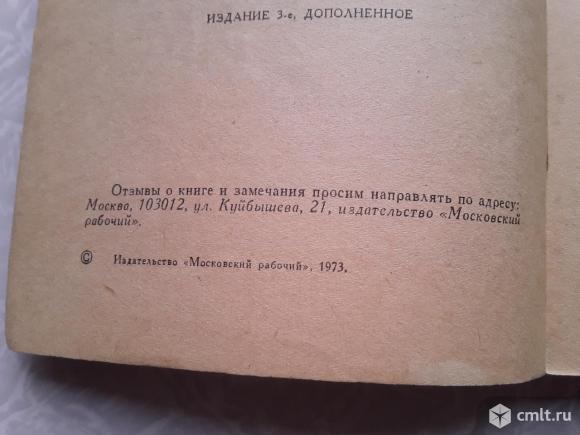 ИЗДАНИЕ 3-е, ДОПОЛНЕННОЕ
Отзывы о книге и замечания просим направлять по адресу:
Москва, 103012, ул. Куйбышева, 21, издательство «Московский
рабочий».
© Издательство «Московский рабочий», 1973.
cmlt.ru